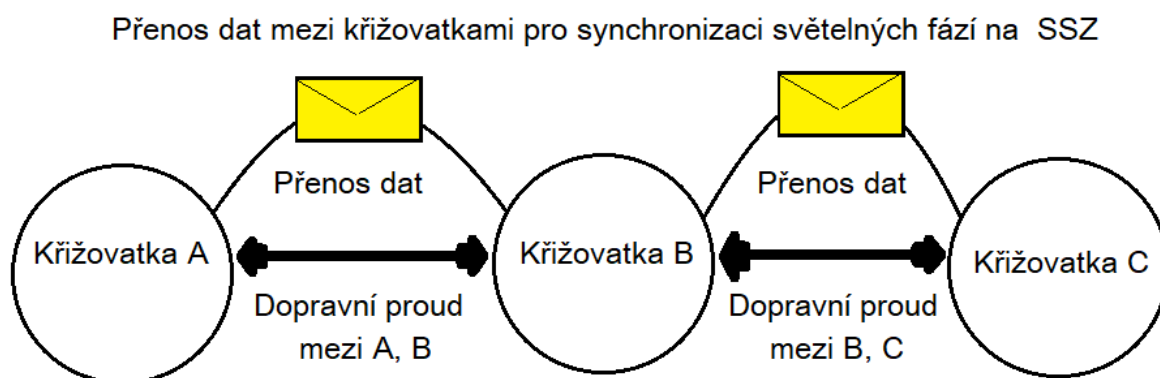 Přenos dat mezi křižovatkami pro synchronizaci světelných fází na SSZ
Přenos dat
Přenos dat
Křižovatka A
Křižovatka B
Křižovatka C
Dopravní proud
mezi A, B
Dopravní proud
mezi B, C